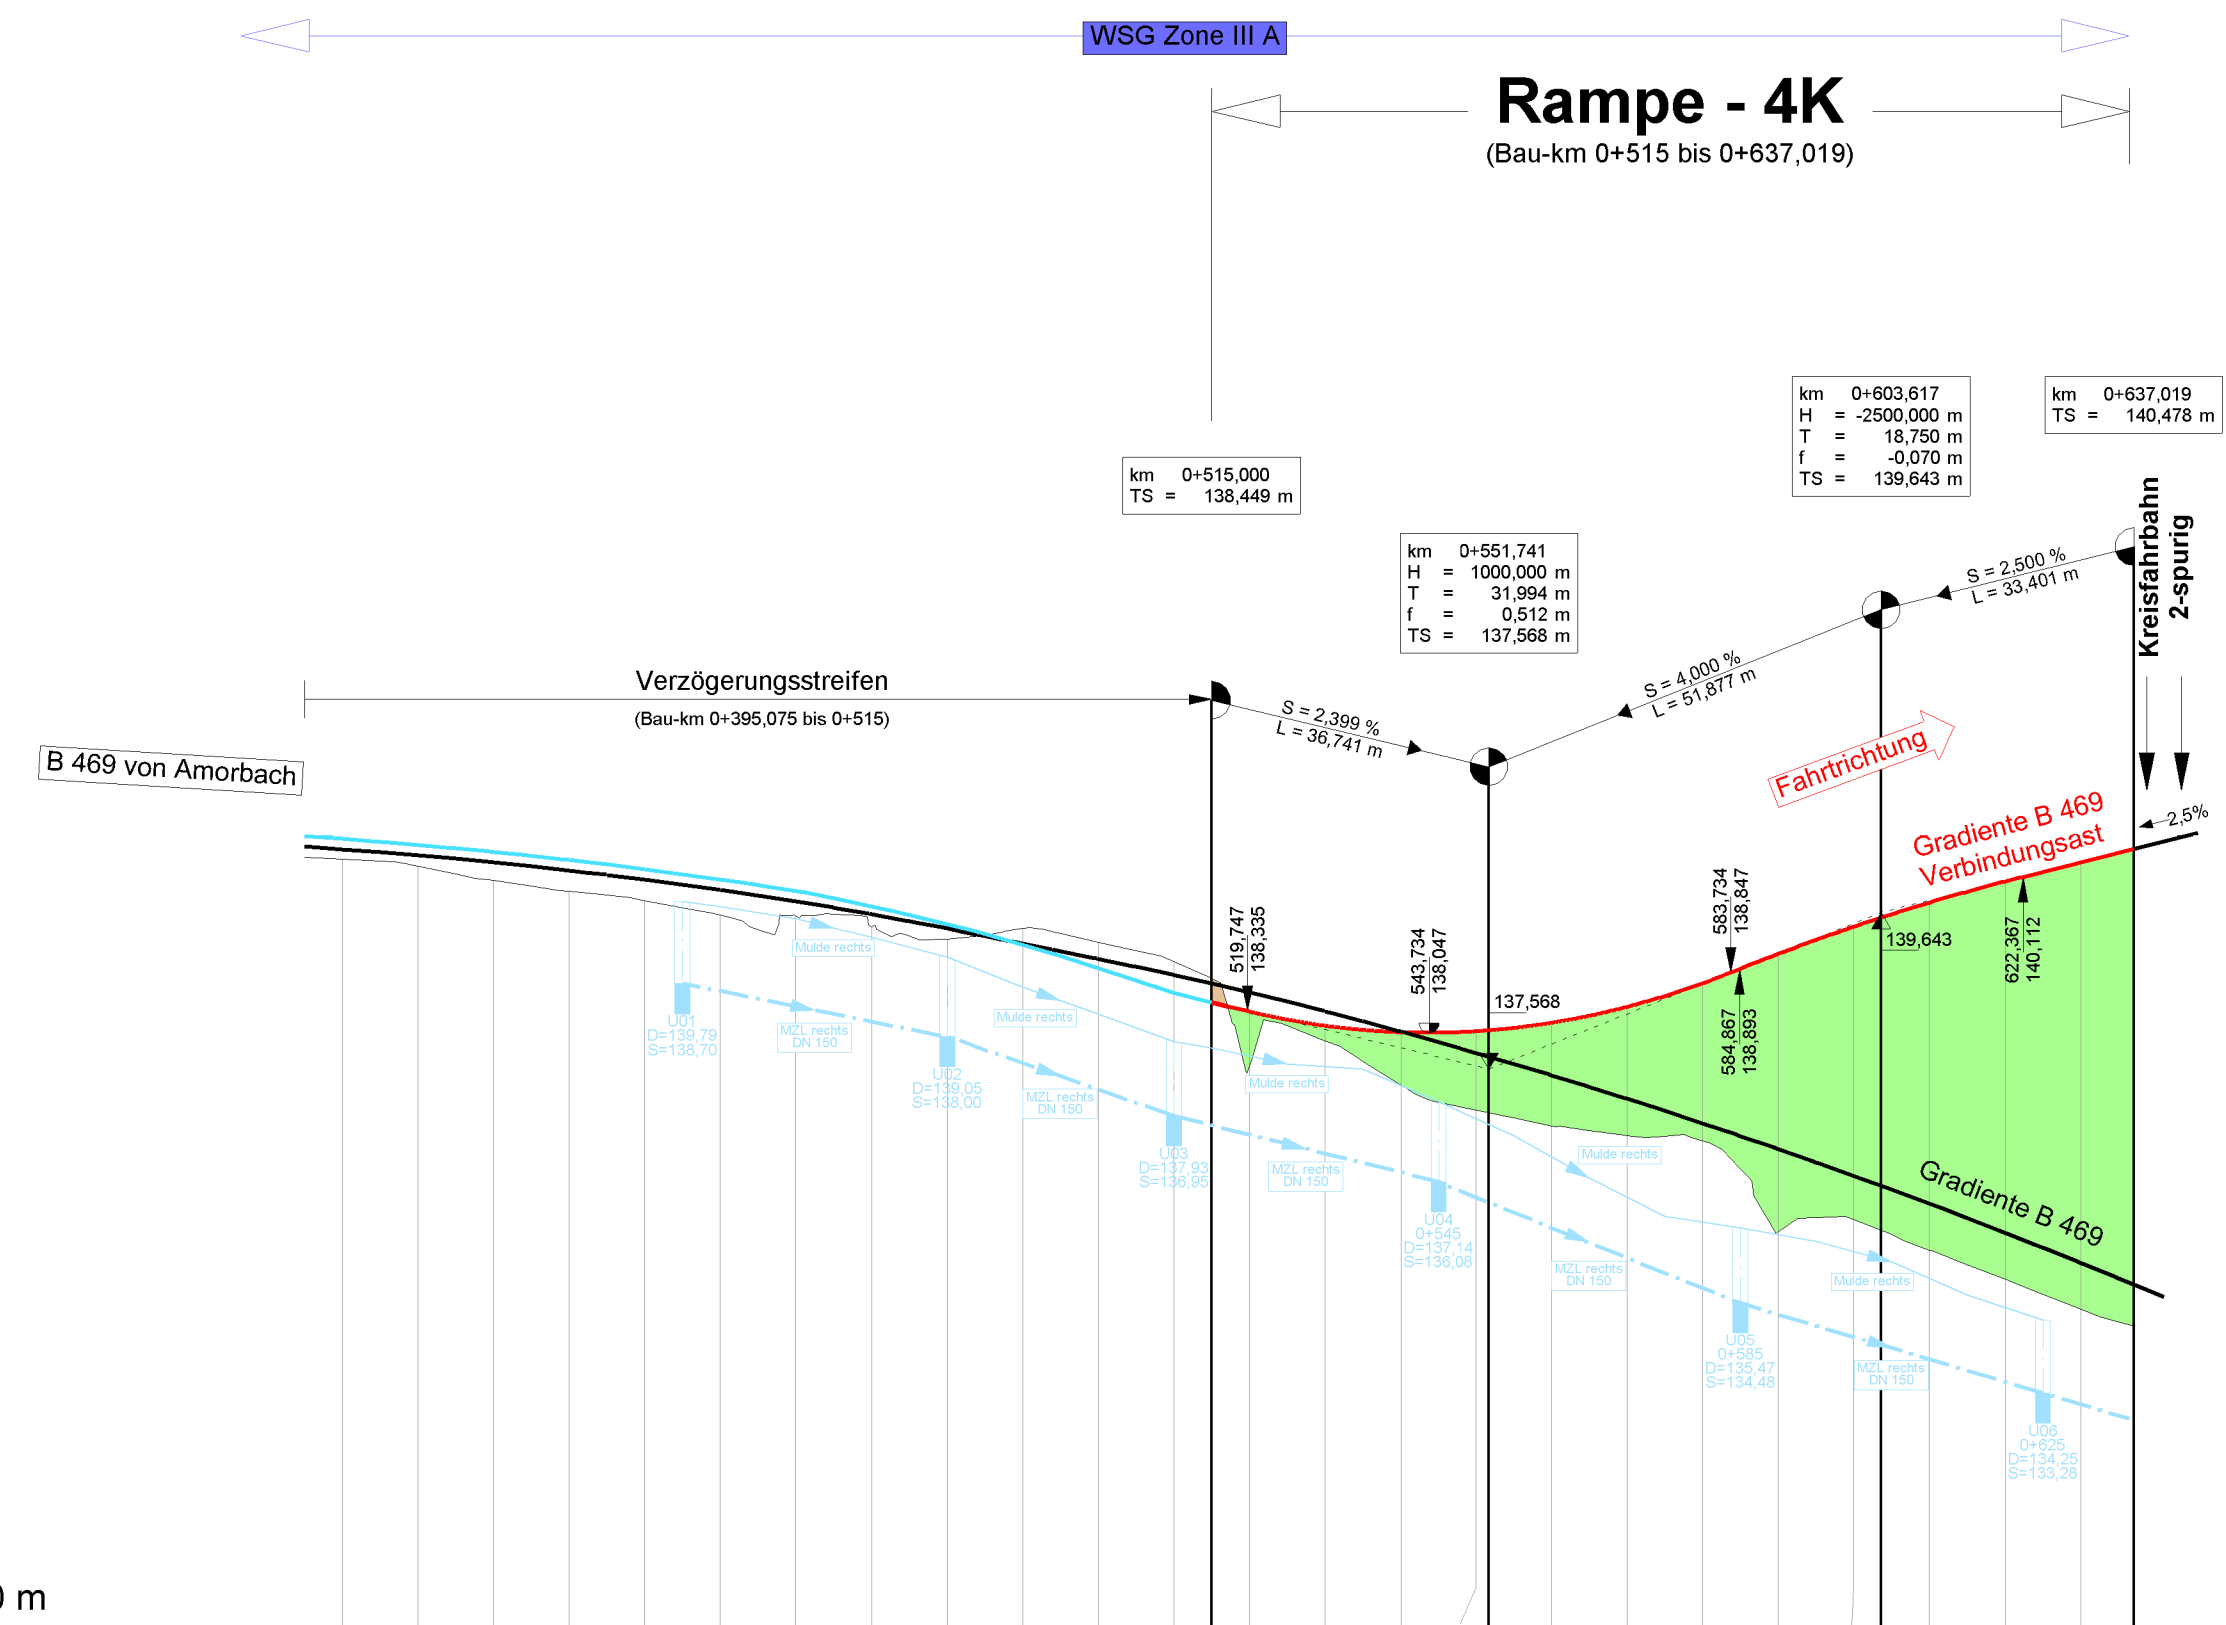 WSG Zone III A
Rampe - 4K
(Bau-km 0+515 bis 0+637,019)
km 0+603,617
H = -2500,000 m
T = 18,750 m
f = -0,070 m
TS = 139,643 m
km 0+637,019
TS = 140,478 m
km 0+515,000
TS = 138,449 m
km 0+551,741
H = 1000,000 m
T = 31,994 m
f = 0,512 m
TS = 137,568 m
Kreisfahrbahn
2-spurig
S = 2,500 %
L = 33,401 m
S = 4,000 %
L = 51,877 m
S = 2,399 %
L = 36,741 m
Verzögerungsstreifen
(Bau-km 0+395,075 bis 0+515)
B 469 von Amorbach
Fahrtrichtung
2,5%
Gradiente B 469
Verbindungsast
519,747
138,335
543,734
138,047
583,734
138,847
584,867
138,893
622,367
140,112
139,643
137,568
Gradiente B 469
Mulde rechts
Mulde rechts
Mulde rechts
Mulde rechts
Mulde rechts
U01
D=139,79
S=138,70
MZL rechts
DN 150
U02
D=139,05
S=138,00
MZL rechts
DN 150
U03
D=137,93
S=136,95
MZL rechts
DN 150
U04
0+545
D=137,14
S=136,08
MZL rechts
DN 150
U05
0+585
D=135,47
S=134,48
MZL rechts
DN 150
U06
0+625
D=134,25
S=133,28
m